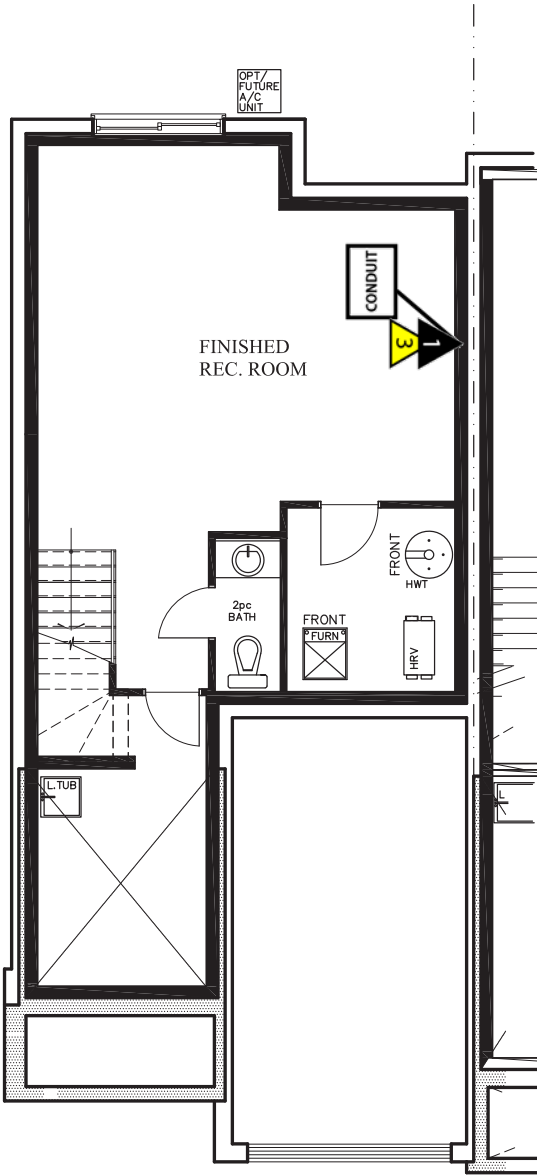 OPT/
FUTURE
A/C
UNIT
CONDUIT
1
3
FINISHED
REC. ROOM
FRONT
HWT
2pc
BATH
FRONT
FURN
HRV
L.TUB
L